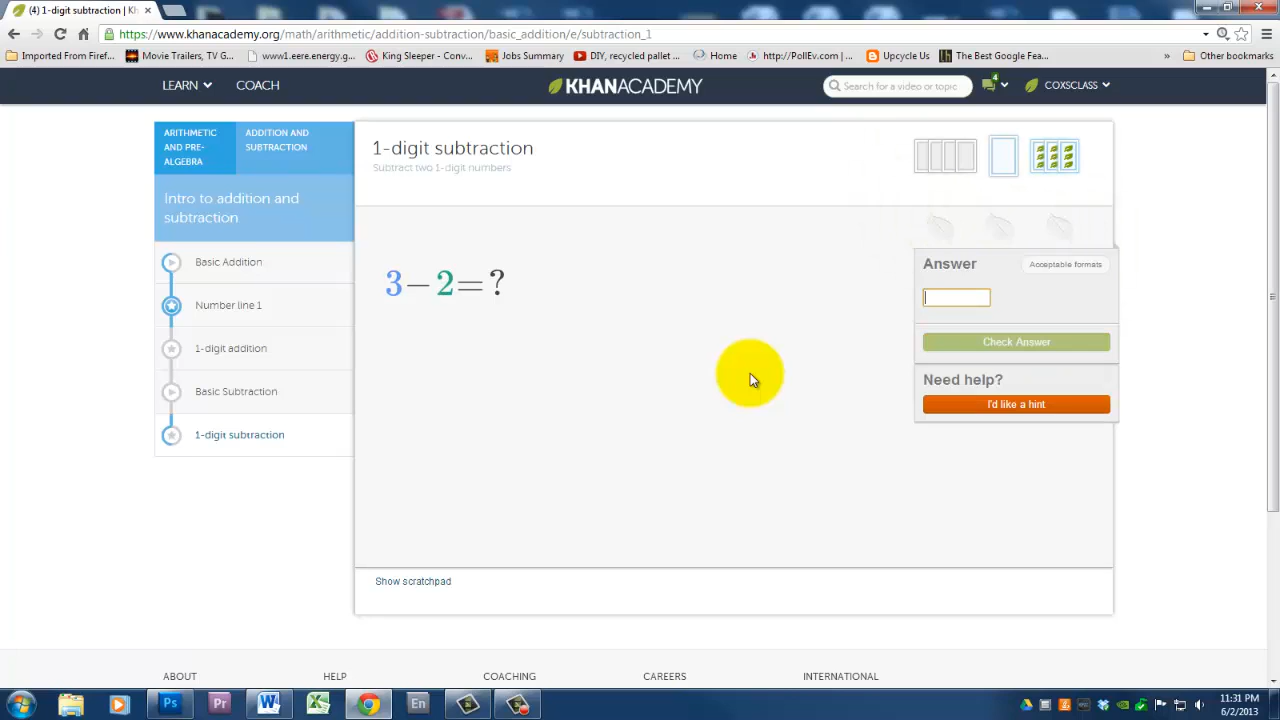 (4) 1-digit subtraction | Kh
https://www.khanacademy.org/math/arithmetic/addition-subtraction/basic_addition/e/subtraction_1
Imported From Firef... Movie Trailers, TV G... www1.eere.energy.g... King Sleeper - Conv... Jobs Summary DIY, recycled pallet ... Home http://PollEv.com |... Upcycle Us The Best Google Fea... » Other bookmarks
LEARN COACH KHANACADEMY Search for a video or topic 4 COXSCLASS
ARITHMETIC AND PRE-ALGEBRA
ADDITION AND SUBTRACTION
Intro to addition and
subtraction
Basic Addition
Number line 1
1-digit addition
Basic Subtraction
1-digit subtraction
1-digit subtraction
Subtract two 1-digit numbers
3-2=?
Answer Acceptable formats
Check Answer
Need help?
I'd like a hint
Show scratchpad
ABOUT HELP COACHING CAREERS INTERNATIONAL
Ps Pr W X En Ai
11:31 PM
6/2/2013